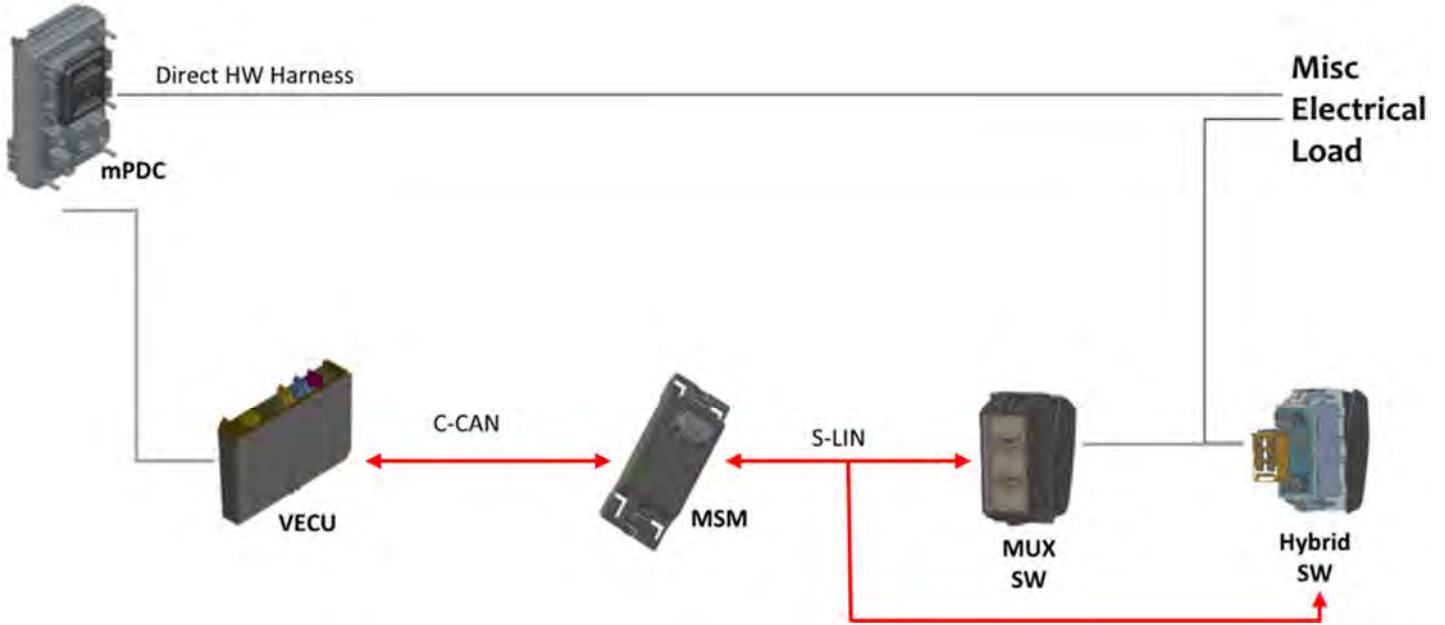 Direct HW Harness
Misc
Electrical
Load
mPDC
C-CAN
S-LIN
VECU
MSM
MUX
SW
Hybrid
SW